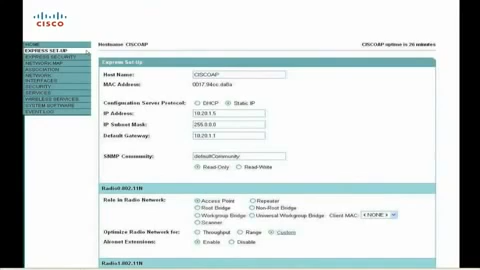 CISCO
HOME
EXPRESS SET-UP
EXPRESS SECURITY
NETWORK MAP
ASSOCIATION
NETWORK
INTERFACES
SECURITY
SERVICES
WIRELESS SERVICES
SYSTEM SOFTWARE
EVENT LOG
Hostname CISCOAP
CISCOAP uptime is 26 minutes
Express Set-Up
Host Name: CISCOAP
MAC Address:
Configuration Server Protocol: DHCP Static IP
IP Address: 10.20.1.5
IP Subnet Mask: 255.0.0.0
Default Gateway: 10.20.1.1
SNMP Community: defaultCommunity
Read-Only Read-Write
Radio0-802.11N
Role in Radio Network: Access Point Repeater
Root Bridge Non-Root Bridge
Workgroup Bridge Universal Workgroup Bridge Client MAC: < NONE >
Scanner
Optimize Radio Network for: Throughput Range Custom
Aironet Extensions: Enable Disable
Radio1-802.11N